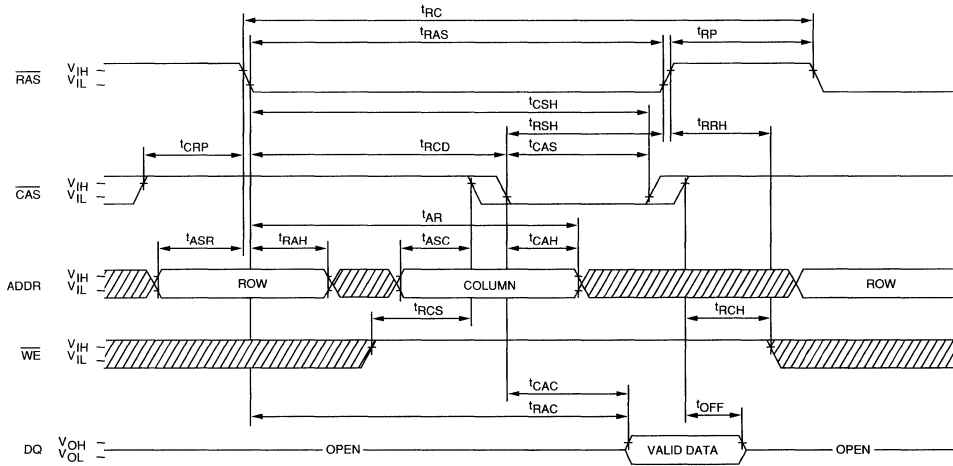 tRC
tRAS
tRP
RAS
VIH
VIL
tCSH
tRSH
tRRH
tCRP
tRCD
tCAS
CAS
VIH
VIL
tAR
tASR
tRAH
tASC
tCAH
ADDR
VIH
VIL
ROW
COLUMN
ROW
tRCS
tRCH
WE
VIH
VIL
tCAC
tRAC
tOFF
DQ
VOH
VOL
OPEN
VALID DATA
OPEN